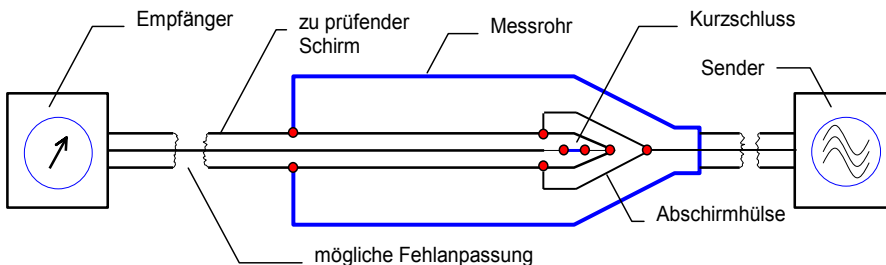 Empfänger
zu prüfender
Schirm
Messrohr
Kurzschluss
Sender
Abschirmhülse
mögliche Fehlanpassung